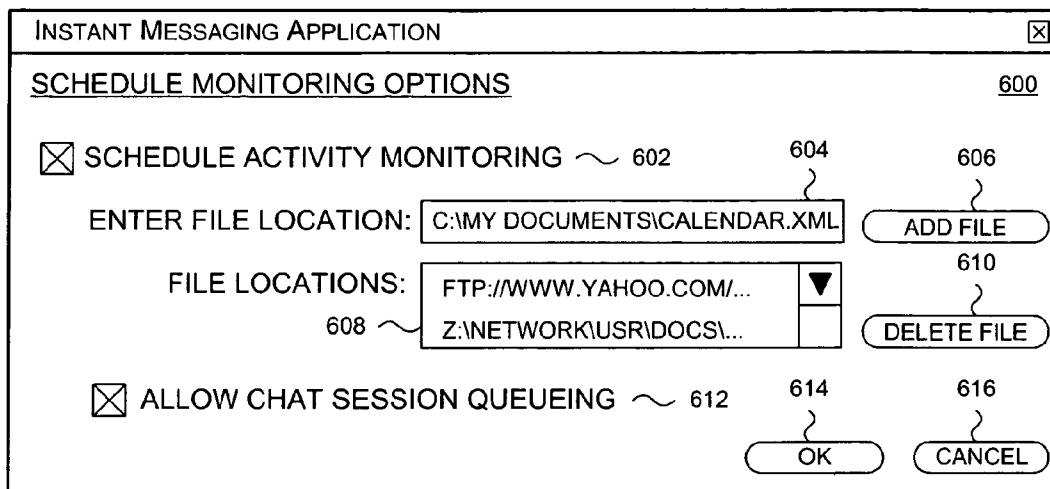 INSTANT MESSAGING APPLICATION
SCHEDULE MONITORING OPTIONS 600
SCHEDULE ACTIVITY MONITORING 602 604 606
ENTER FILE LOCATION: C:\MY DOCUMENTS\CALENDAR.XML ADD FILE
610
FILE LOCATIONS: FTP://WWW.YAHOO.COM/...
608 Z:\NETWORK\USR\DOCS\... DELETE FILE
ALLOW CHAT SESSION QUEUEING 612 614 616
OK CANCEL